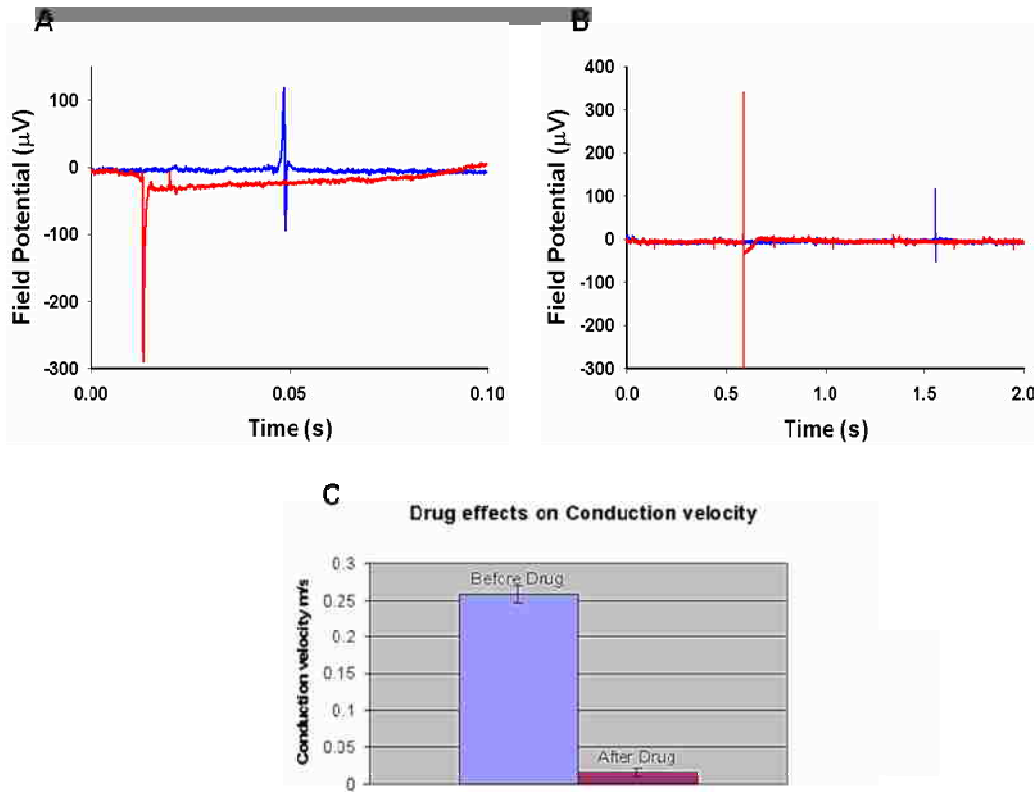 A
Field Potential (μV)
100
0
-100
-200
-300
0.00
0.05
0.10
Time (s)
B
Field Potential (μV)
400
300
200
100
0
-100
-200
-300
0.0
0.5
1.0
1.5
2.0
Time (s)
C
Drug effects on Conduction velocity
Conduction velocity m/s
0.3
0.25
0.2
0.15
0.1
0.05
0
Before Drug
After Drug